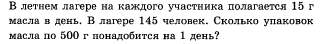 В летнем лагере на каждого участника полагается 15 г
масла в день. В лагере 145 человек. Сколько упаковок
масла по 500 г понадобится на 1 день?